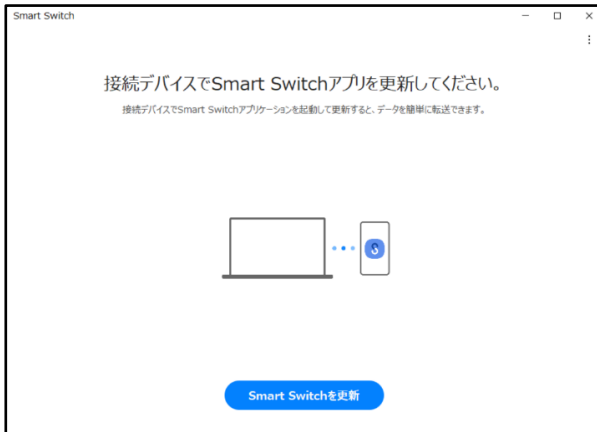 Smart Switch
接続デバイスでSmart Switchアプリを更新してください。
接続デバイスでSmart Switchアプリケーションを起動して更新すると、データを簡単に転送できます。
Smart Switchを更新